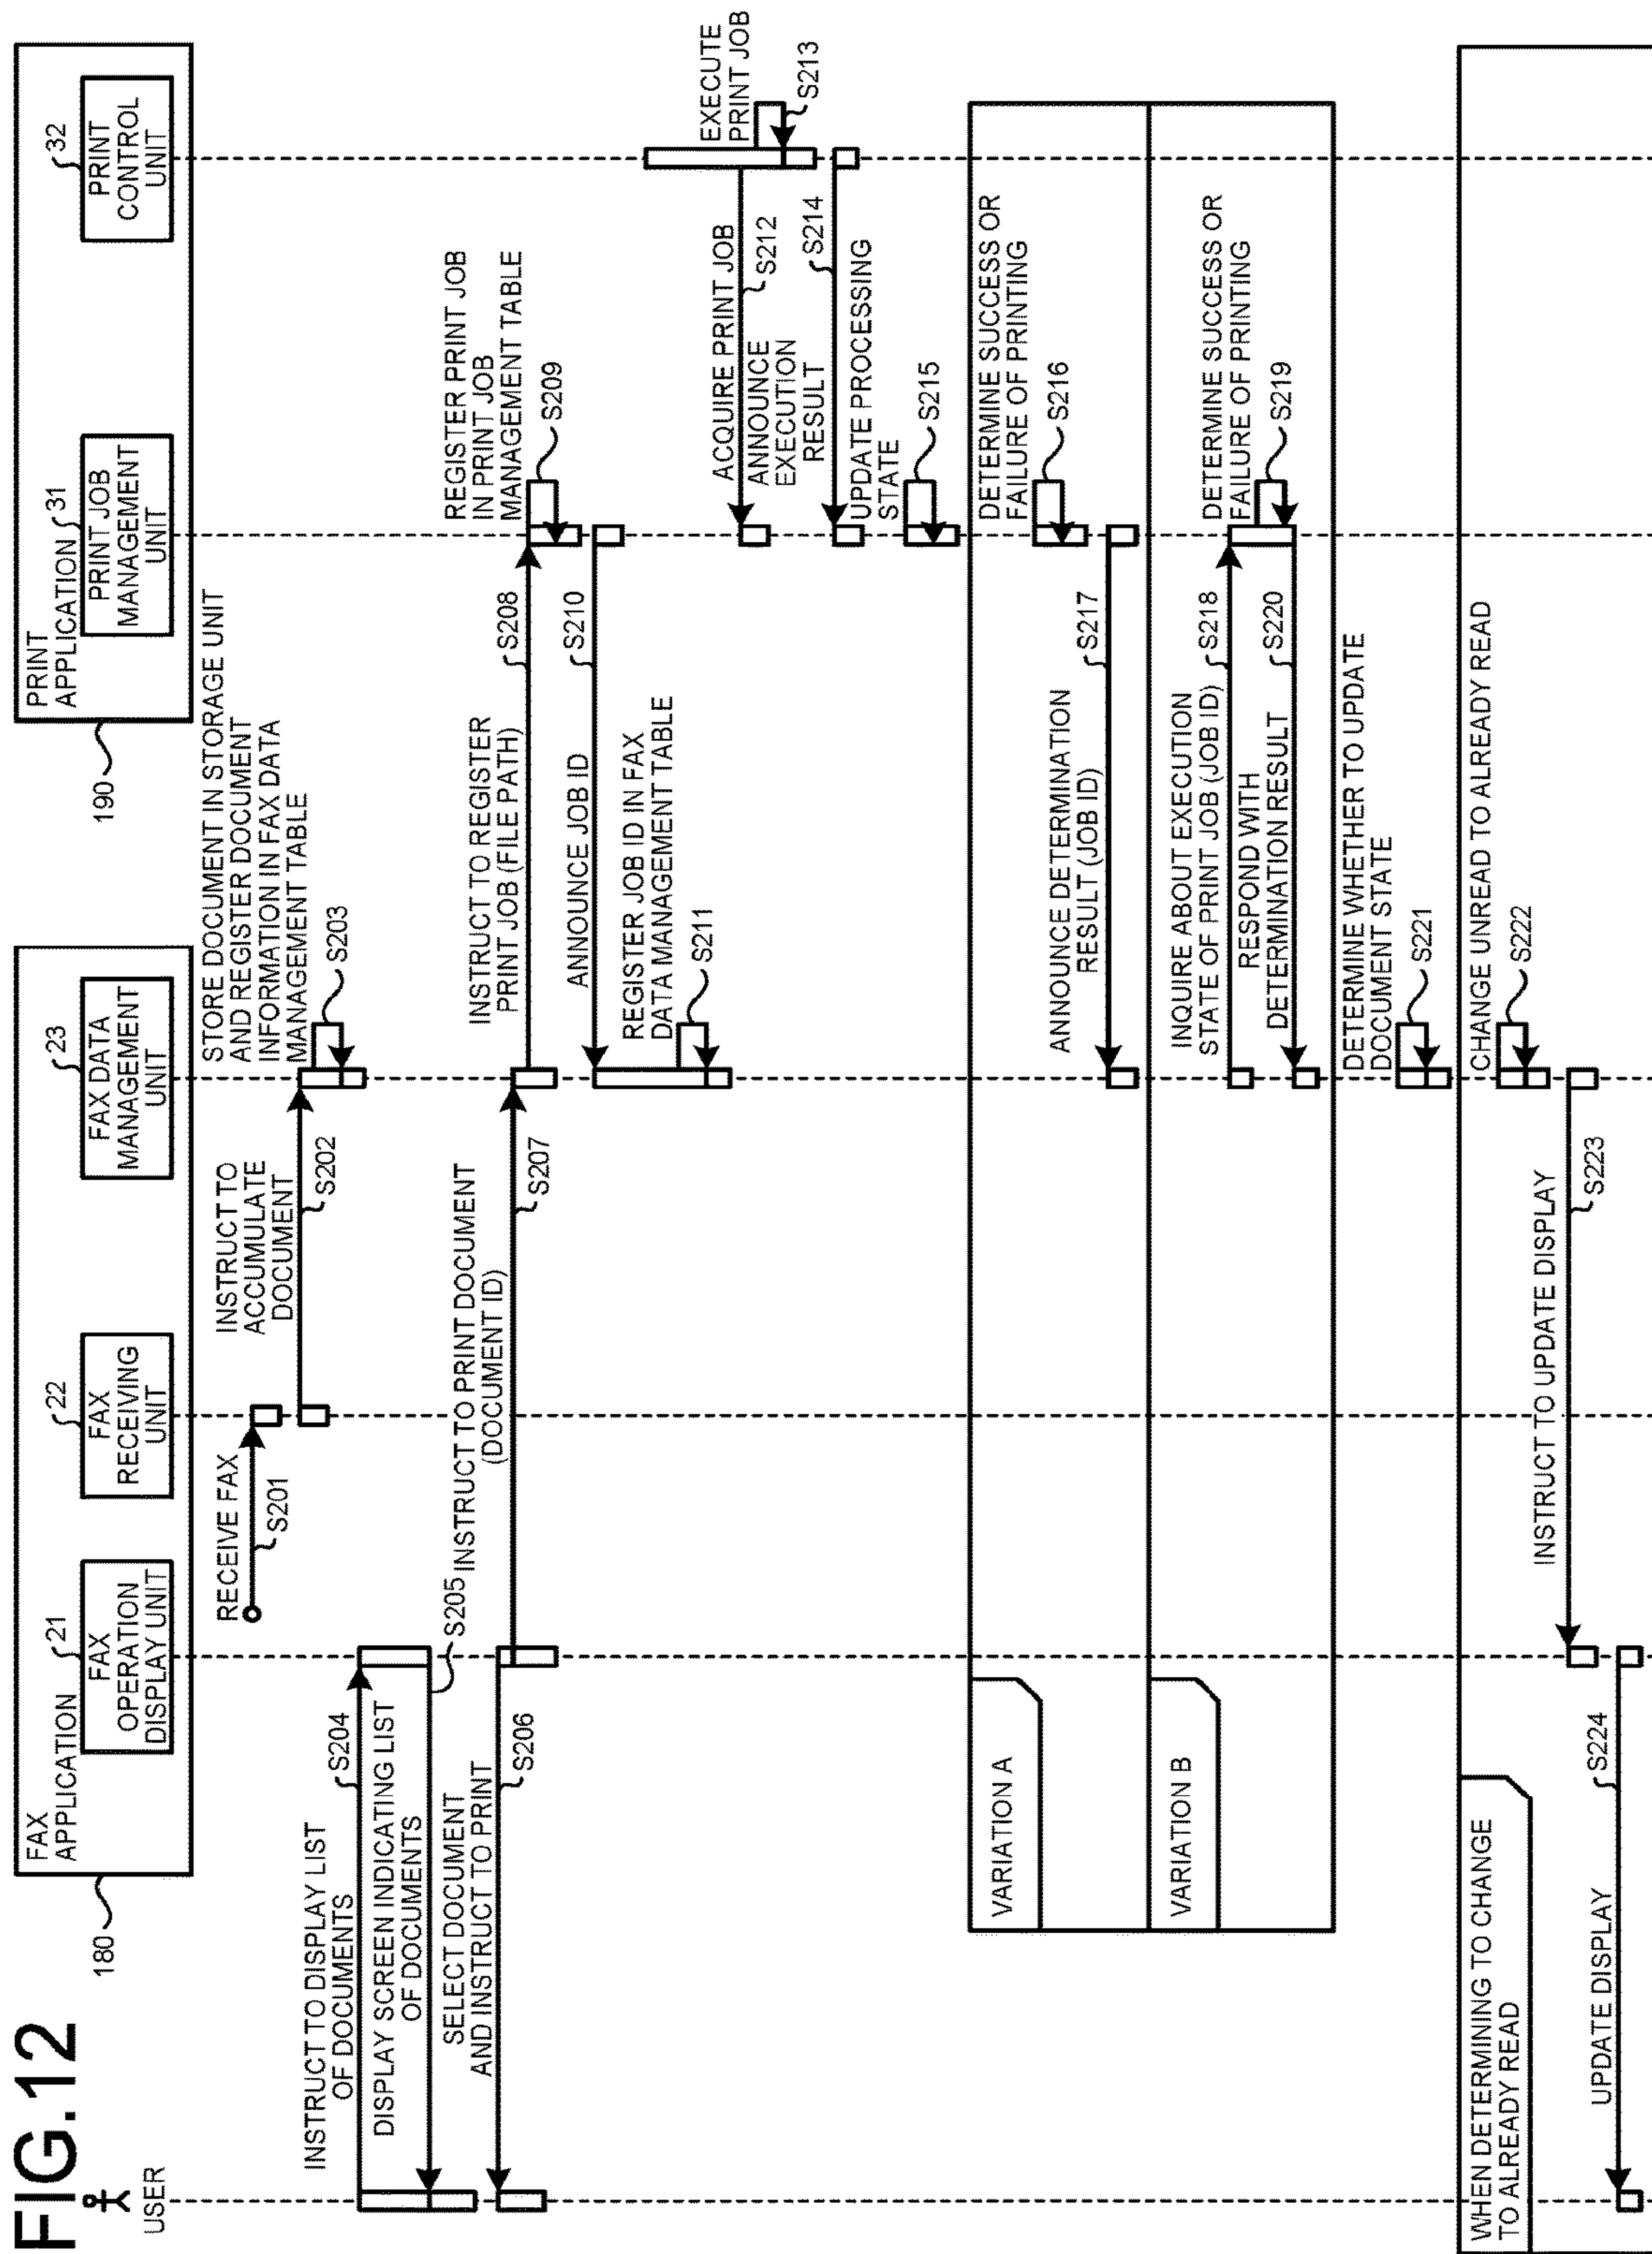 FIG.12
USER
180
FAX
APPLICATION
21
FAX
OPERATION
DISPLAY UNIT
22
FAX
RECEIVING
UNIT
23
FAX DATA
MANAGEMENT
UNIT
190
PRINT
APPLICATION
31
PRINT JOB
MANAGEMENT
UNIT
32
PRINT
CONTROL
UNIT
RECEIVE FAX
S201
INSTRUCT TO
ACCUMULATE
DOCUMENT
S202
STORE DOCUMENT IN STORAGE UNIT
AND REGISTER DOCUMENT
INFORMATION IN FAX DATA
MANAGEMENT TABLE
S203
INSTRUCT TO DISPLAY LIST
OF DOCUMENTS
S204
DISPLAY SCREEN INDICATING LIST
OF DOCUMENTS
S205
SELECT DOCUMENT
AND INSTRUCT TO PRINT
S206
INSTRUCT TO PRINT DOCUMENT
(DOCUMENT ID)
S207
INSTRUCT TO REGISTER
PRINT JOB (FILE PATH)
S208
REGISTER PRINT JOB
IN PRINT JOB
MANAGEMENT TABLE
S209
ANNOUNCE JOB ID
S210
REGISTER JOB ID IN FAX
DATA MANAGEMENT TABLE
S211
ACQUIRE PRINT JOB
S212
EXECUTE
PRINT JOB
S213
ANNOUNCE
EXECUTION
RESULT
S214
UPDATE PROCESSING
STATE
S215
VARIATION A
DETERMINE SUCCESS OR
FAILURE OF PRINTING
S216
ANNOUNCE DETERMINATION
RESULT (JOB ID)
S217
VARIATION B
INQUIRE ABOUT EXECUTION
STATE OF PRINT JOB (JOB ID)
S218
DETERMINE SUCCESS OR
FAILURE OF PRINTING
S219
RESPOND WITH
DETERMINATION RESULT
S220
DETERMINE WHETHER TO UPDATE
DOCUMENT STATE
S221
WHEN DETERMINING TO CHANGE
TO ALREADY READ
CHANGE UNREAD TO ALREADY READ
S222
INSTRUCT TO UPDATE DISPLAY
S223
UPDATE DISPLAY
S224